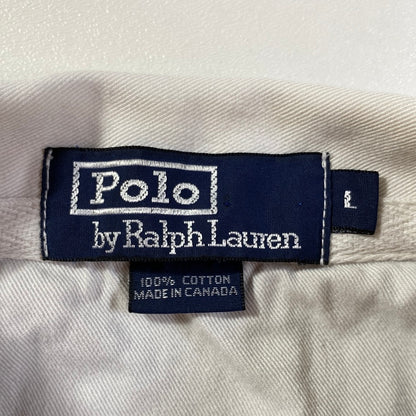 Polo
by Ralph Lauren
L
100% COTTON
MADE IN CANADA